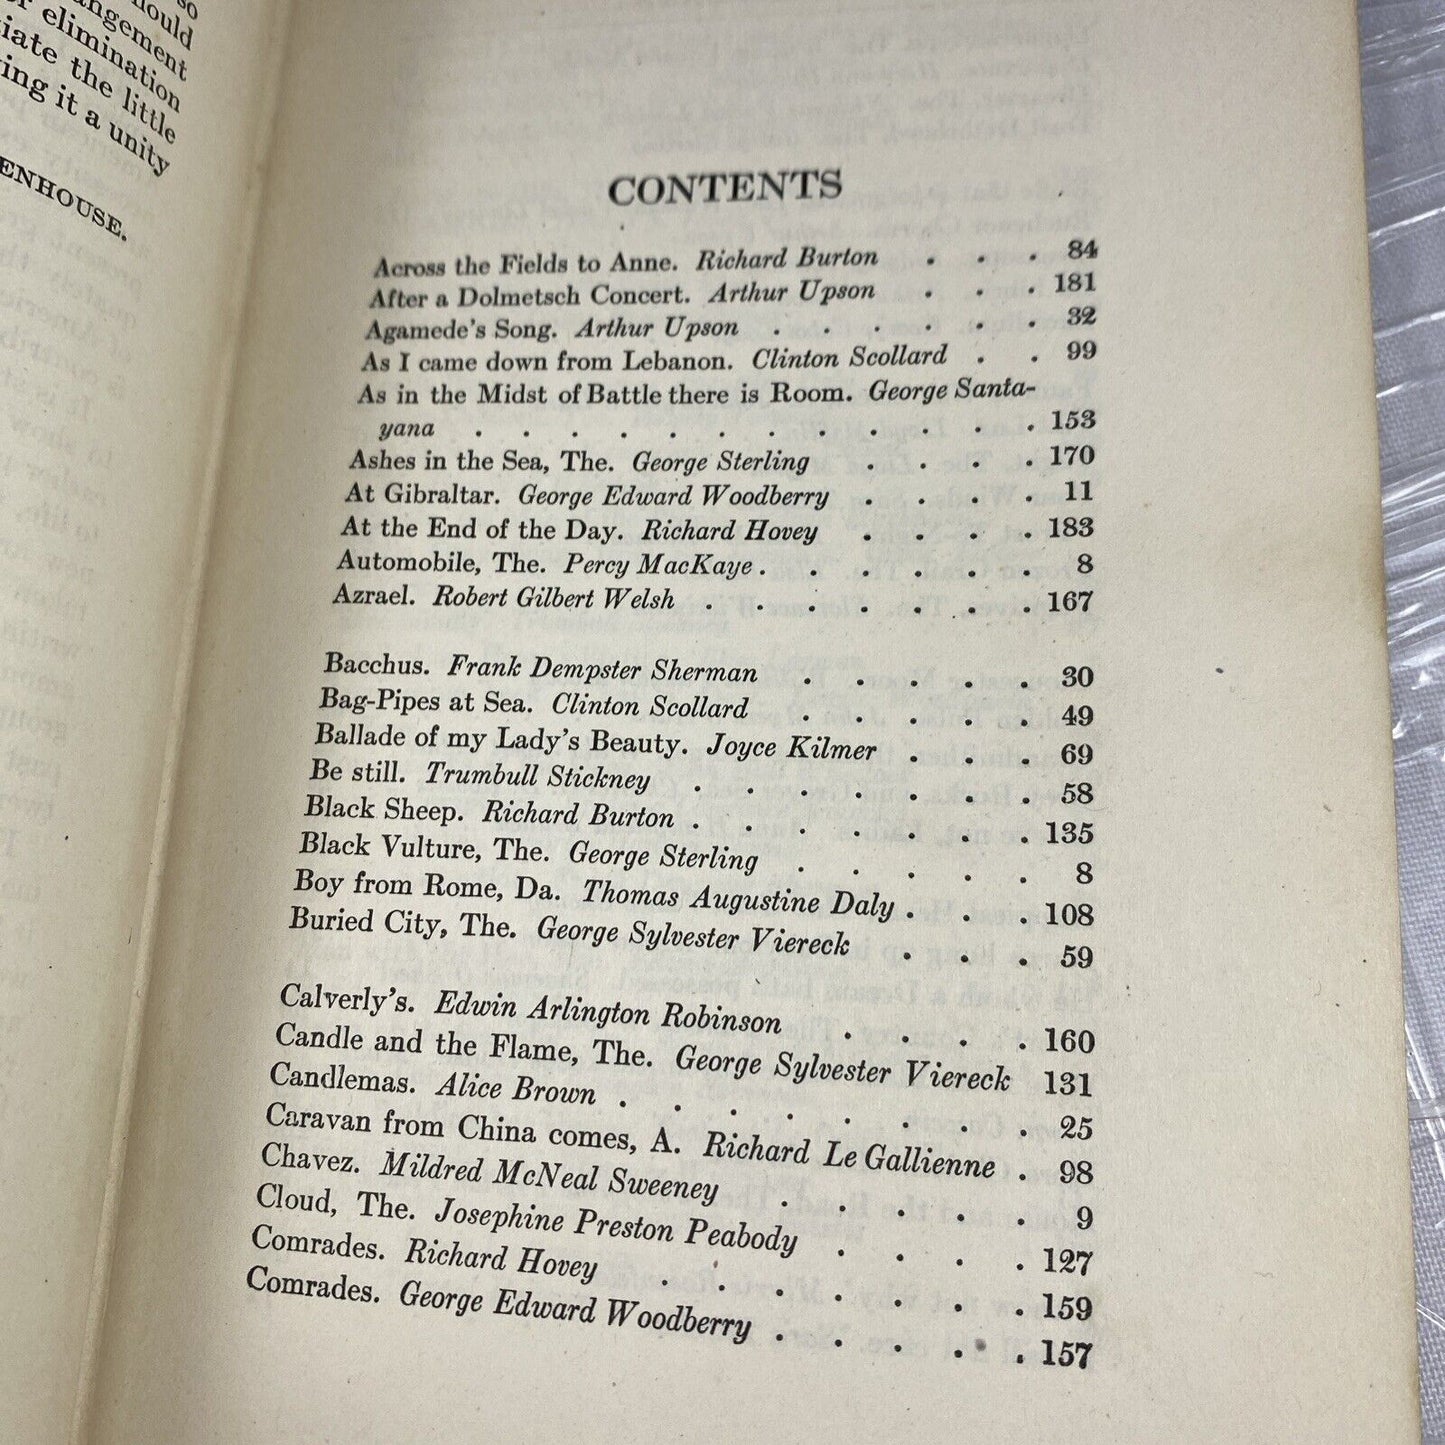 so
hould
angement
elimination
iate the little
ing it a unity
ENHOUSE.
CONTENTS
Across the Fields to Anne. Richard Burton . . . 84
After a Dolmetsch Concert. Arthur Upson . . . 181
Agamede's Song. Arthur Upson . . . . . . 32
As I came down from Lebanon. Clinton Scollard . . 99
As in the Midst of Battle there is Room. George Santa-
yana . . . . . . . . . . . . 153
Ashes in the Sea, The. George Sterling . . . . 170
At Gibraltar. George Edward Woodberry . . . . 11
At the End of the Day. Richard Hovey . . . . 183
Automobile, The. Percy MacKaye . . . . . . 8
Azrael. Robert Gilbert Welsh . . . . . . . 167
Bacchus. Frank Dempster Sherman . . . . . 30
Bag-Pipes at Sea. Clinton Scollard . . . . . 49
Ballade of my Lady's Beauty. Joyce Kilmer . . . 69
Be still. Trumbull Stickney . . . . . . . 58
Black Sheep. Richard Burton . . . . . . . 135
Black Vulture, The. George Sterling . . . . . 8
Boy from Rome, Da. Thomas Augustine Daly . . . 108
Buried City, The. George Sylvester Viereck . . . 59
Calverly's. Edwin Arlington Robinson . . . . 160
Candle and the Flame, The. George Sylvester Viereck 131
Candlemas. Alice Brown . . . . . . . . 25
Caravan from China comes, A. Richard Le Gallienne . 98
Chavez. Mildred McNeal Sweeney . . . . . 9
Cloud, The. Josephine Preston Peabody . . . . 127
Comrades. Richard Hovey . . . . . . . 159
Comrades. George Edward Woodberry . . . . . 157